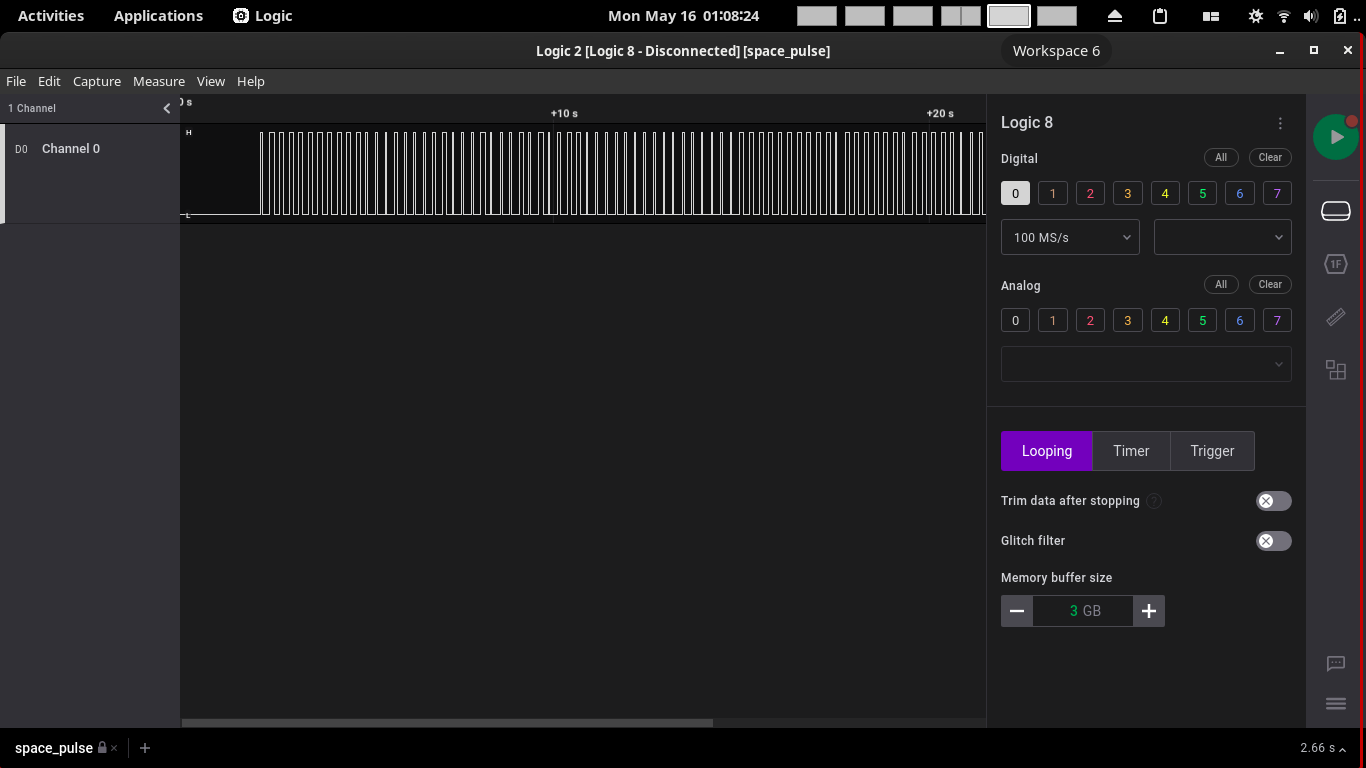 Activities Applications Logic Mon May 16 01:08:24
Logic 2 [Logic 8 - Disconnected] [space_pulse] Workspace 6
File Edit Capture Measure View Help
1 Channel
0 s +10 s +20 s
D0 Channel 0
H
L
Logic 8
Digital All Clear
0 1 2 3 4 5 6 7
100 MS/s
Analog All Clear
0 1 2 3 4 5 6 7
Looping Timer Trigger
Trim data after stopping ?
Glitch filter
Memory buffer size
3 GB
1F
space_pulse
2.66 s